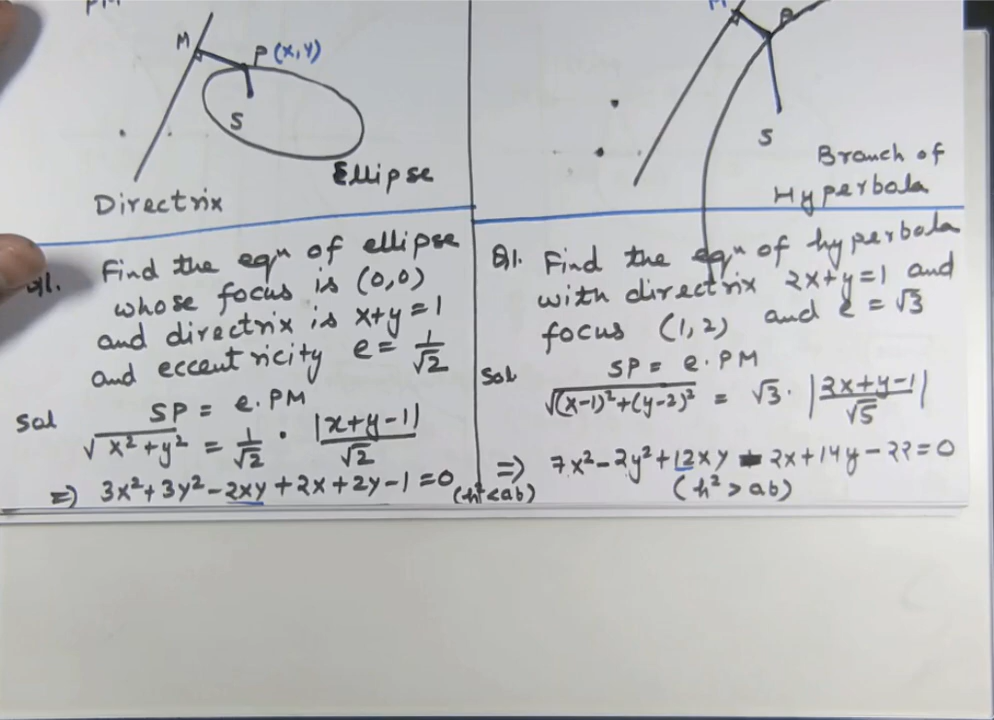 PM
M
P (x, y)
S
Ellipse
Directrix
Q1. Find the eqn of ellipse
whose focus is (0,0)
and directrix is x+y=1
and eccentricity e= 1/√2
Sol SP = e.PM
√x²+y² = 1/√2 · |x+y-1|/√2
=> 3x²+3y²-2xy+2x+2y-1=0 (h²<ab)
M P
S
Branch of
Hyperbola
Q1. Find the eqn of hyperbola
with directrix 2x+y=1 and
focus (1,2) and e = √3
Sol SP = e.PM
√(x-1)²+(y-2)² = √3 · |2x+y-1|/√5
=> 7x²-2y²+12xy-2x+14y-22=0
(h²>ab)